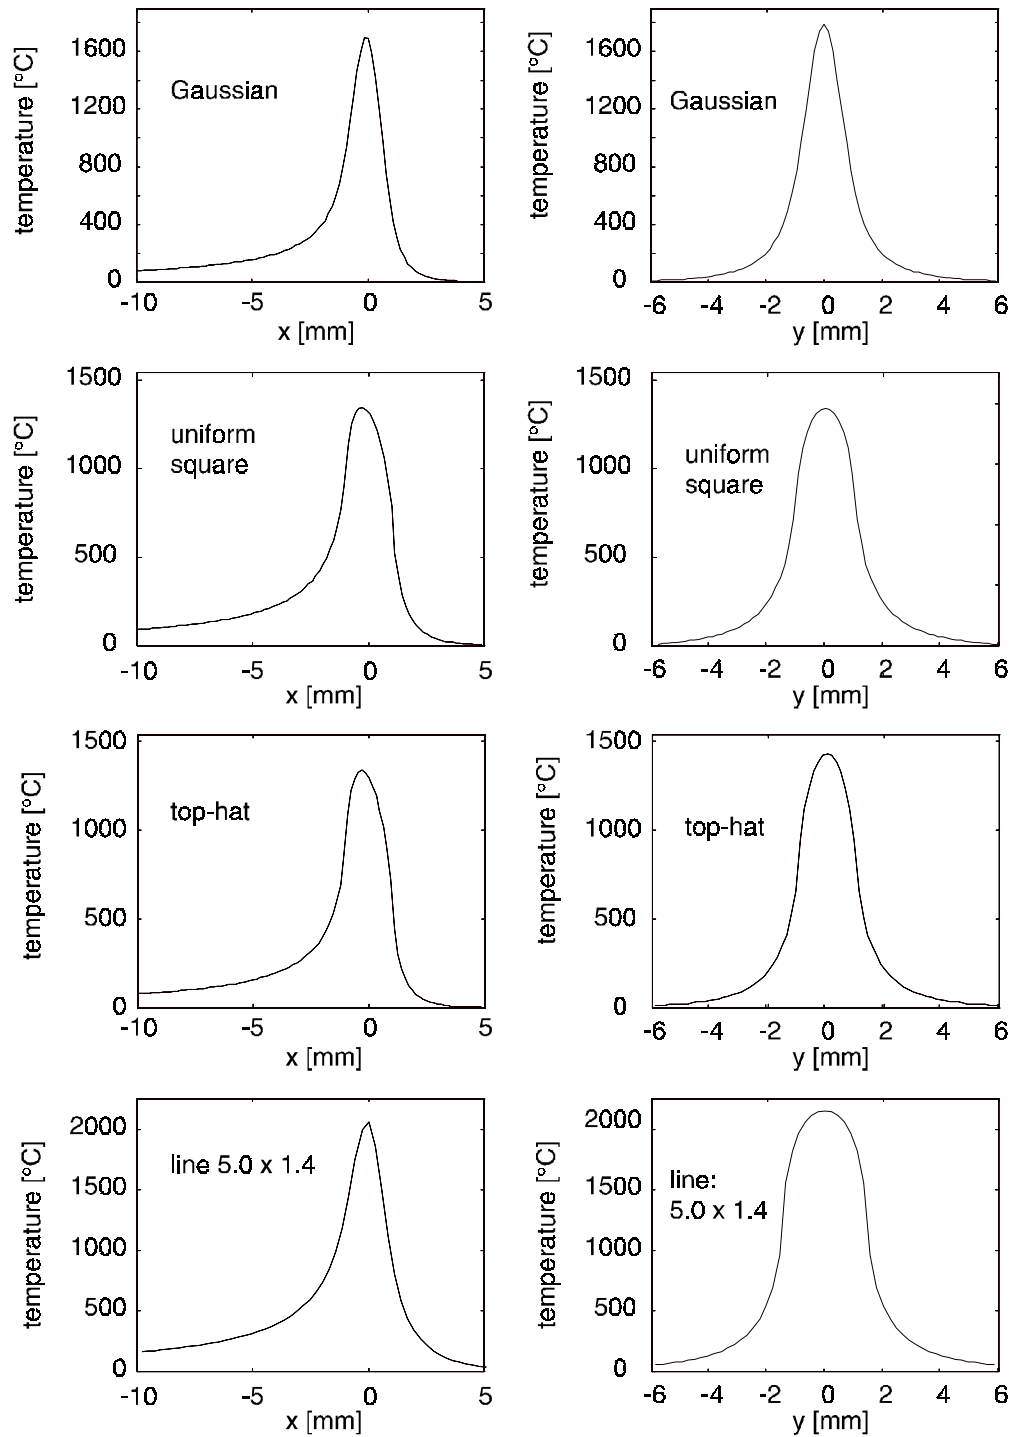 temperature [°C]
1600
1200
800
400
0
Gaussian
-10 -5 0 5
x [mm]
temperature [°C]
1600
1200
800
400
0
Gaussian
-6 -4 -2 0 2 4 6
y [mm]
temperature [°C]
1500
1000
500
0
uniform
square
-10 -5 0 5
x [mm]
temperature [°C]
1500
1000
500
0
uniform
square
-6 -4 -2 0 2 4 6
y [mm]
temperature [°C]
1500
1000
500
0
top-hat
-10 -5 0 5
x [mm]
temperature [°C]
1500
1000
500
0
top-hat
-6 -4 -2 0 2 4 6
y [mm]
temperature [°C]
2000
1500
1000
500
0
line 5.0 x 1.4
-10 -5 0 5
x [mm]
temperature [°C]
2000
1500
1000
500
0
line:
5.0 x 1.4
-6 -4 -2 0 2 4 6
y [mm]